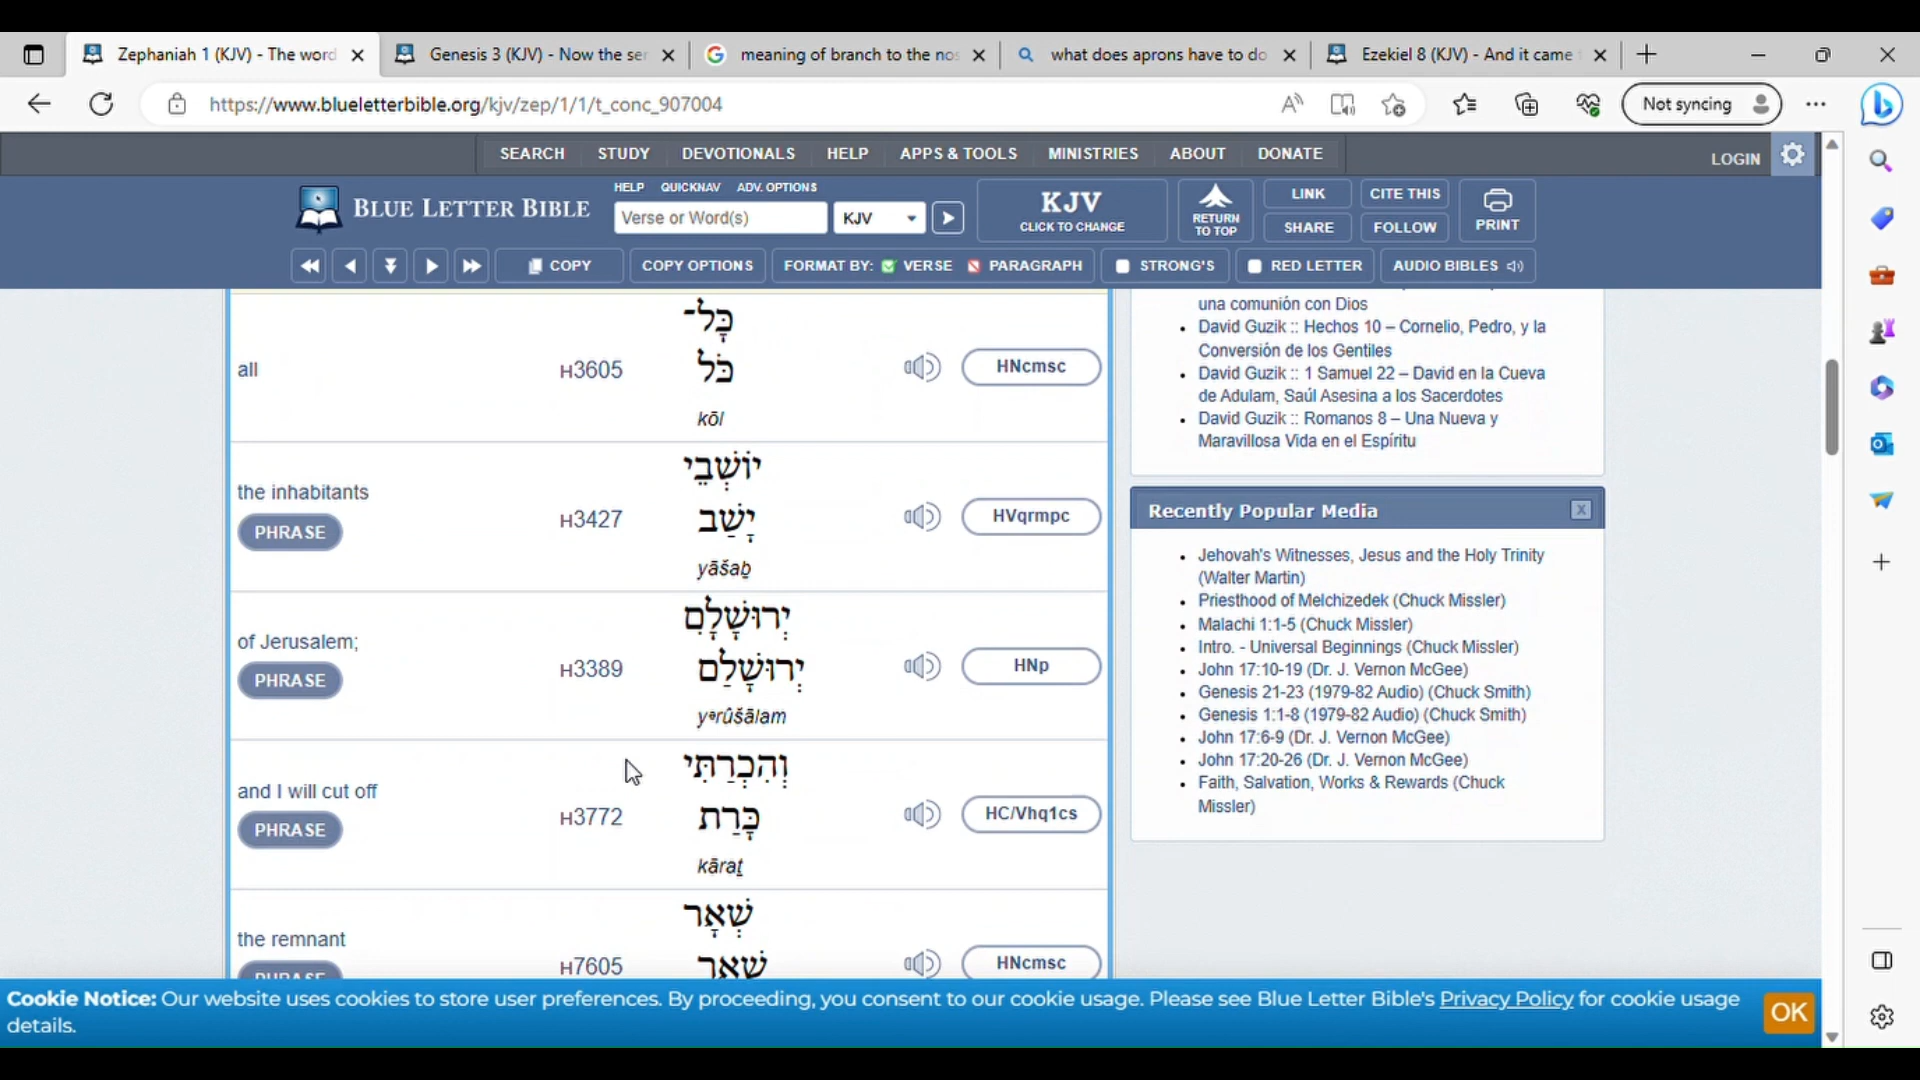 Zephaniah 1 (KJV) - The word
Genesis 3 (KJV) - Now the ser
meaning of branch to the nos
what does aprons have to do
Ezekiel 8 (KJV) - And it came
https://www.blueletterbible.org/kjv/zep/1/1/t_conc_907004
Not syncing
SEARCH STUDY DEVOTIONALS HELP APPS & TOOLS MINISTRIES ABOUT DONATE
LOGIN
BLUE LETTER BIBLE
HELP QUICKNAV ADV. OPTIONS
Verse or Word(s)
KJV
KJV
CLICK TO CHANGE
RETURN
TO TOP
LINK
CITE THIS
SHARE
FOLLOW
PRINT
COPY
COPY OPTIONS
FORMAT BY: VERSE PARAGRAPH
STRONG'S
RED LETTER
AUDIO BIBLES
all
H3605
כָּל־
כֹּל
kōl
HNcmsc
the inhabitants
PHRASE
H3427
יוֹשְׁבֵי
יָשַׁב
yāšaḇ
HVqrmpc
of Jerusalem;
PHRASE
H3389
יְרוּשָׁלִָם
יְרוּשָׁלַם
yᵊrûšālam
HNp
and I will cut off
PHRASE
H3772
וְהִכְרַתִּי
כָּרַת
kāraṯ
HC/Vhq1cs
the remnant
PHRASE
H7605
שְׁאָר
שְׁאָר
HNcmsc
una comunión con Dios
David Guzik :: Hechos 10 – Cornelio, Pedro, y la
Conversión de los Gentiles
David Guzik :: 1 Samuel 22 – David en la Cueva
de Adulam, Saúl Asesina a los Sacerdotes
David Guzik :: Romanos 8 – Una Nueva y
Maravillosa Vida en el Espíritu
Recently Popular Media
Jehovah's Witnesses, Jesus and the Holy Trinity
(Walter Martin)
Priesthood of Melchizedek (Chuck Missler)
Malachi 1:1-5 (Chuck Missler)
Intro. - Universal Beginnings (Chuck Missler)
John 17:10-19 (Dr. J. Vernon McGee)
Genesis 21-23 (1979-82 Audio) (Chuck Smith)
Genesis 1:1-8 (1979-82 Audio) (Chuck Smith)
John 17:6-9 (Dr. J. Vernon McGee)
John 17:20-26 (Dr. J. Vernon McGee)
Faith, Salvation, Works & Rewards (Chuck
Missler)
Cookie Notice: Our website uses cookies to store user preferences. By proceeding, you consent to our cookie usage. Please see Blue Letter Bible's Privacy Policy for cookie usage
details.
OK